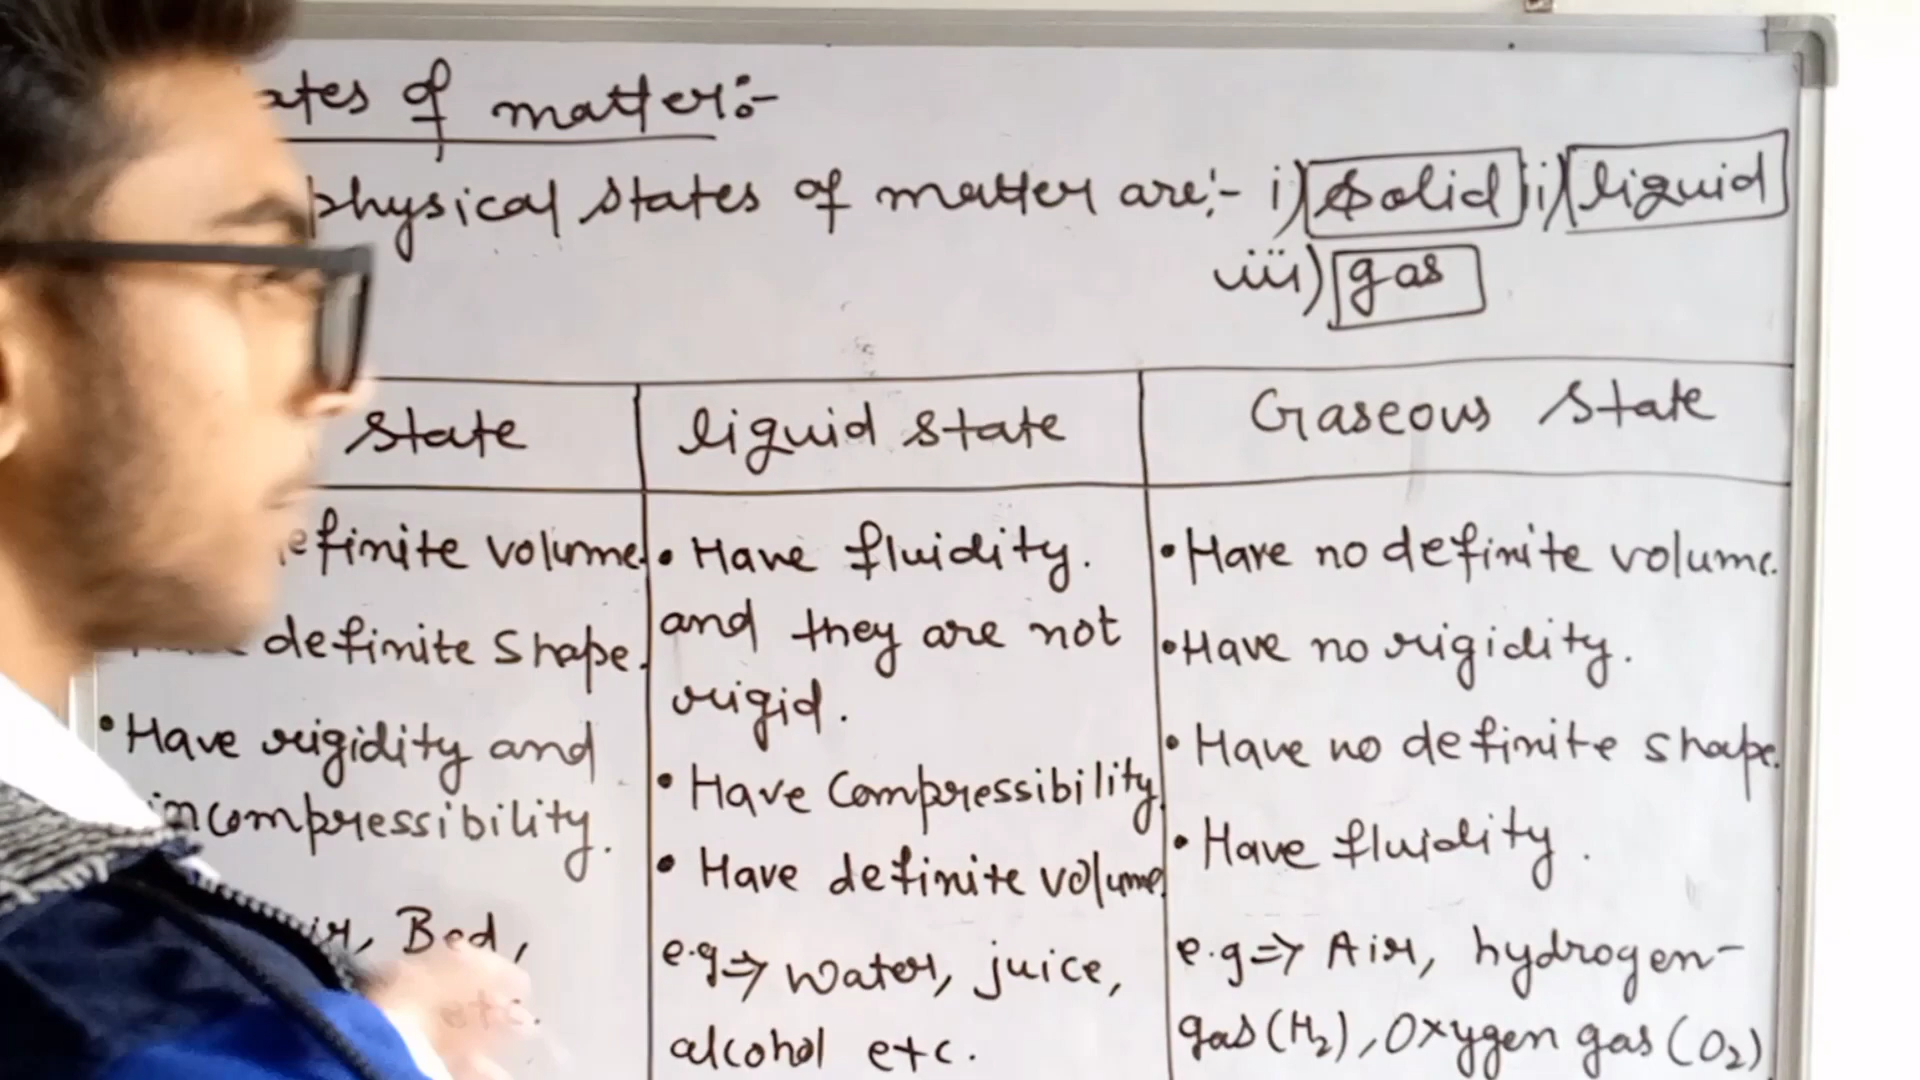 of matter:-
physical states of matter are:- i) solid ii) liquid
iii) gas
state
definite volume.
definite shape.
• Have rigidity and
incompressibility.
Bed,
etc.
liquid state
• Have fluidity.
and they are not
rigid.
• Have Compressibility.
• Have definite volume.
e.g⇒ Water, juice,
alcohol etc.
Gaseous state
• Have no definite volume.
• Have no rigidity.
• Have no definite shape.
• Have fluidity.
e.g⇒ Air, hydrogen-
gas (H₂), Oxygen gas (O₂)